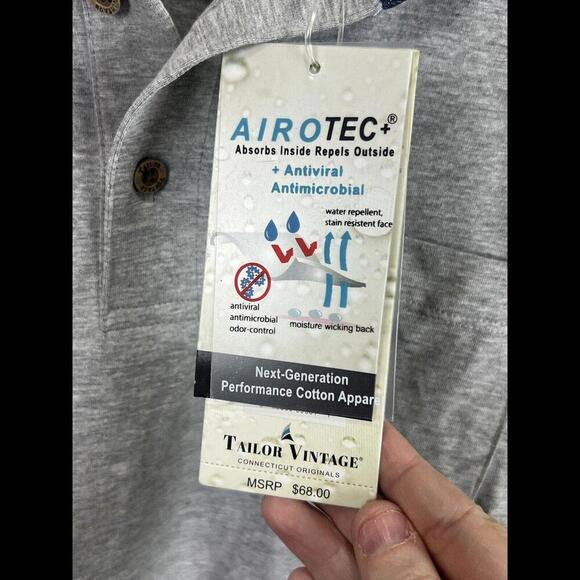 AIROTEC+®
Absorbs Inside Repels Outside
+ Antiviral
Antimicrobial
water repellent,
stain resistent face
antiviral
antimicrobial
odor-control
moisture wicking back
Next-Generation
Performance Cotton Appare
TAILOR VINTAGE®
CONNECTICUT ORIGINALS
MSRP $68.00